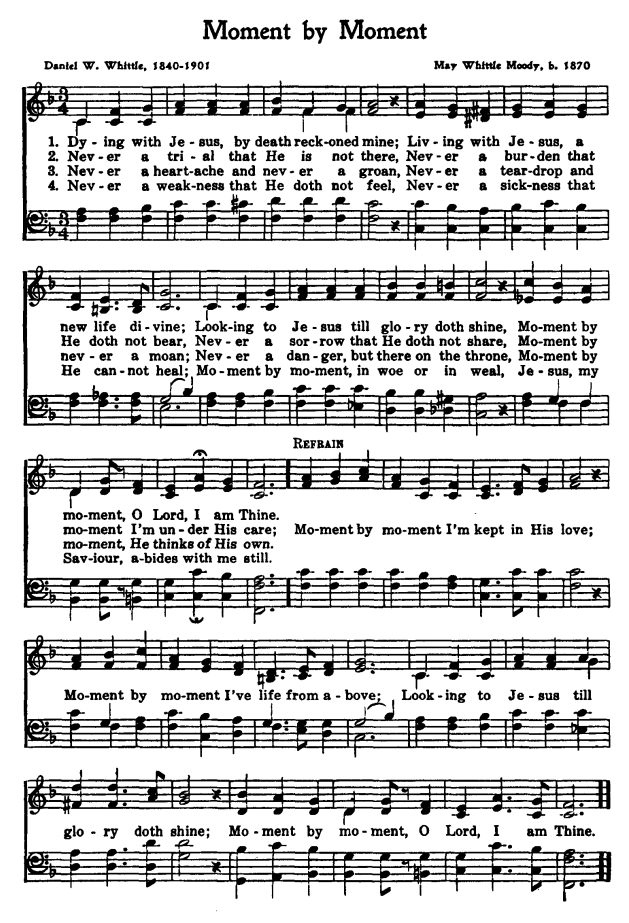 Moment by Moment
Daniel W. Whittle, 1840-1901 May Whittle Moody, b. 1870
3
4
1. Dy - ing with Je - sus, by death reck-oned mine; Liv - ing with Je - sus, a
2. Nev - er a tri - al that He is not there, Nev - er a bur - den that
3. Nev - er a heart-ache and nev - er a groan, Nev - er a tear-drop and
4. Nev - er a weak-ness that He doth not feel, Nev - er a sick-ness that
3
4
new life di - vine; Look-ing to Je - sus till glo - ry doth shine, Mo-ment by
He doth not bear, Nev - er a sor - row that He doth not share, Mo-ment by
nev - er a moan; Nev - er a dan - ger, but there on the throne, Mo-ment by
He can - not heal; Mo - ment by mo-ment, in woe or in weal, Je - sus, my
REFRAIN
mo-ment, O Lord, I am Thine.
mo-ment I'm un - der His care; Mo-ment by mo-ment I'm kept in His love;
mo-ment, He thinks of His own.
Sav-iour, a-bides with me still.
Mo-ment by mo-ment I've life from a - bove; Look - ing to Je - sus till
glo - ry doth shine; Mo - ment by mo - ment, O Lord, I am Thine.